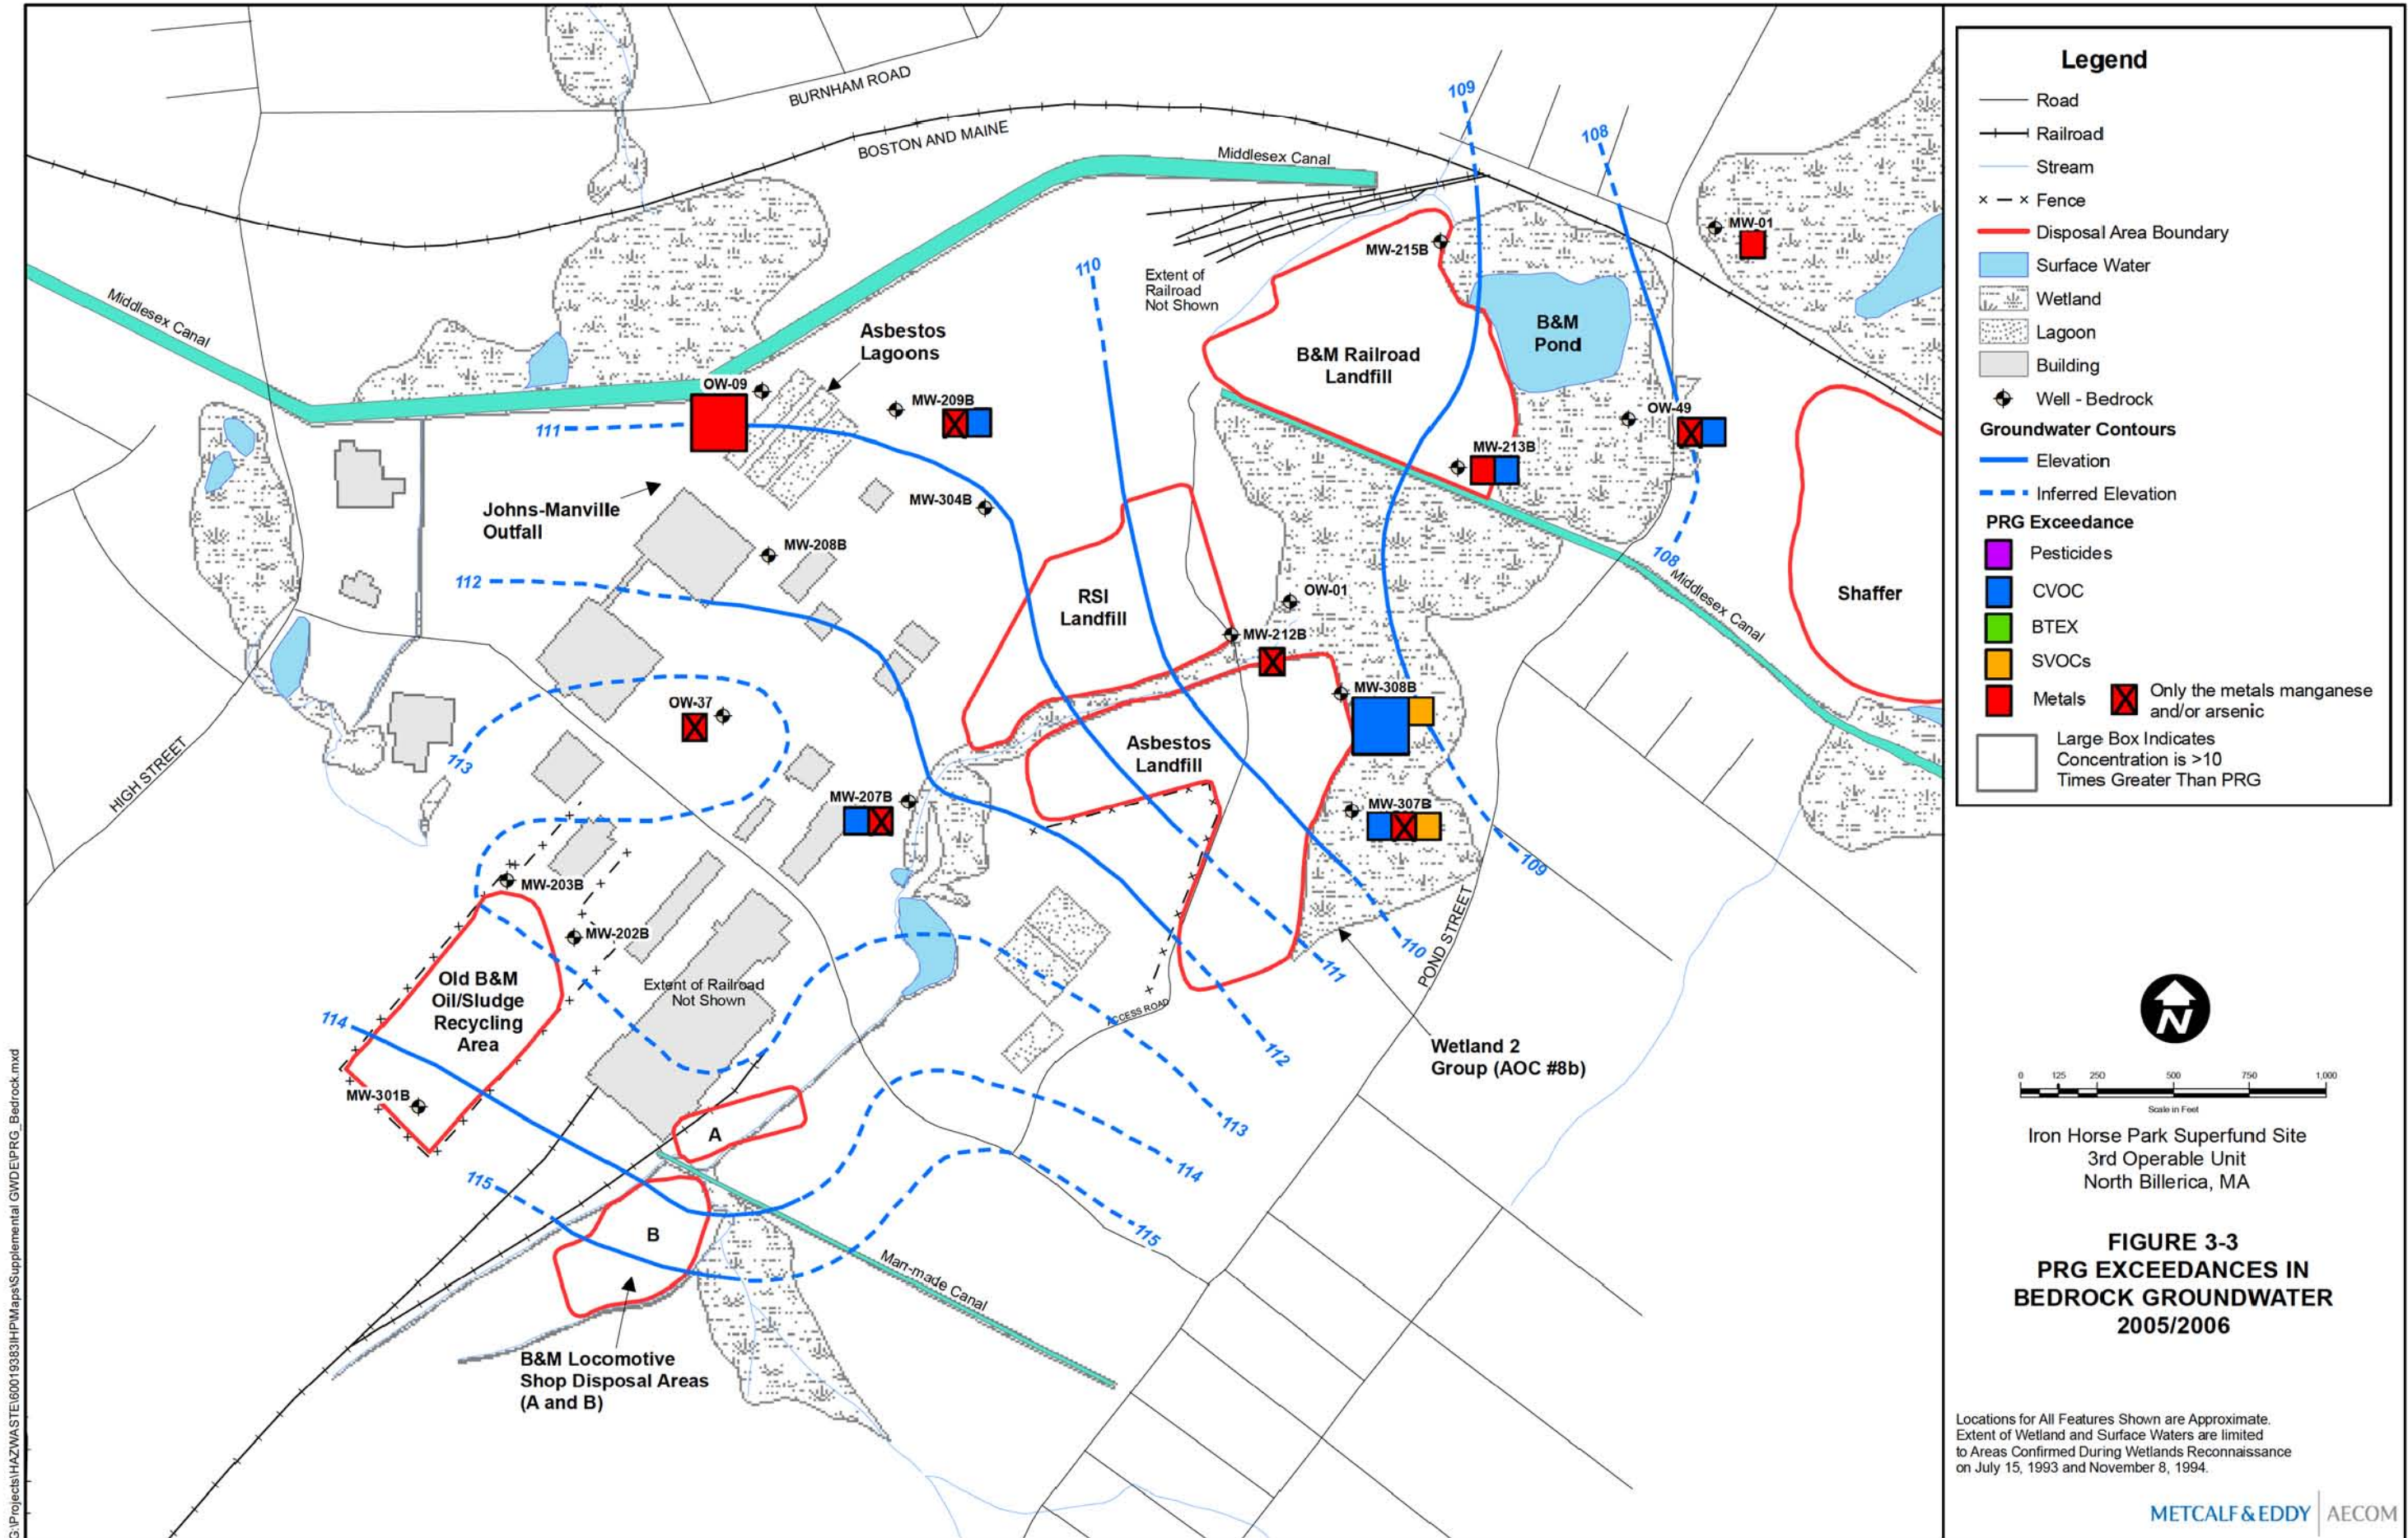 BURNHAM ROAD
BOSTON AND MAINE
Middlesex Canal
Middlesex Canal
109
108
110
Extent of
Railroad
Not Shown
MW-215B
MW-01
B&M
Pond
B&M Railroad
Landfill
Asbestos
Lagoons
OW-09
MW-209B
111
OW-49
MW-213B
MW-304B
Johns-Manville
Outfall
MW-208B
112
108
Middlesex Canal
RSI
Landfill
OW-01
Shaffer
MW-212B
MW-308B
OW-37
113
HIGH STREET
Asbestos
Landfill
MW-207B
MW-307B
109
MW-203B
MW-202B
110
111
POND STREET
Old B&M
Oil/Sludge
Recycling
Area
Extent of Railroad
Not Shown
ACCESS ROAD
114
112
Wetland 2
Group (AOC #8b)
MW-301B
113
A
114
115
115
B
Man-made Canal
B&M Locomotive
Shop Disposal Areas
(A and B)
G:\Projects\HAZWASTE\60019383\IHP\Maps\Supplemental GWDE\PRG_Bedrock.mxd
Legend
Road
Railroad
Stream
Fence
Disposal Area Boundary
Surface Water
Wetland
Lagoon
Building
Well - Bedrock
Groundwater Contours
Elevation
Inferred Elevation
PRG Exceedance
Pesticides
CVOC
BTEX
SVOCs
Metals
Only the metals manganese
and/or arsenic
Large Box Indicates
Concentration is >10
Times Greater Than PRG
N
0 125 250 500 750 1,000
Scale in Feet
Iron Horse Park Superfund Site
3rd Operable Unit
North Billerica, MA
FIGURE 3-3
PRG EXCEEDANCES IN
BEDROCK GROUNDWATER
2005/2006
Locations for All Features Shown are Approximate.
Extent of Wetland and Surface Waters are limited
to Areas Confirmed During Wetlands Reconnaissance
on July 15, 1993 and November 8, 1994.
METCALF & EDDY | AECOM